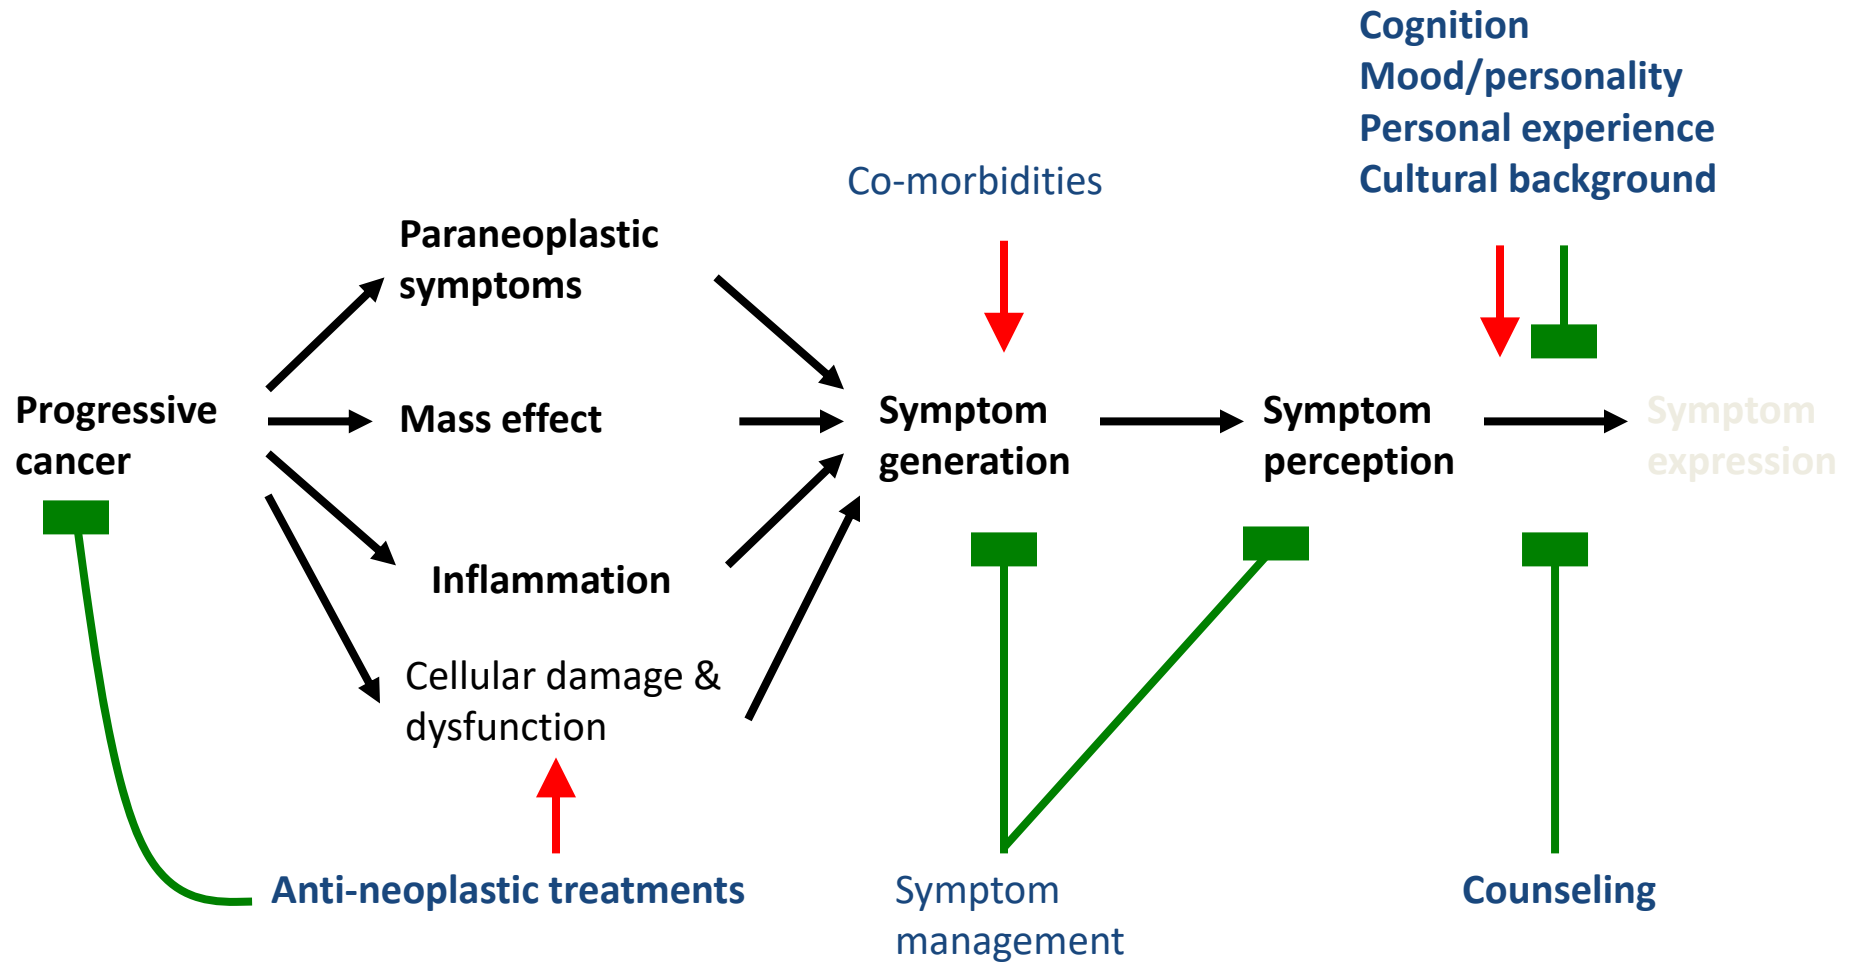 Cognition
Mood/personality
Personal experience
Cultural background
Co-morbidities
Paraneoplastic
symptoms
Progressive
cancer
Mass effect
Symptom
generation
Symptom
perception
Symptom
expression
Inflammation
Cellular damage &
dysfunction
Anti-neoplastic treatments
Symptom
management
Counseling